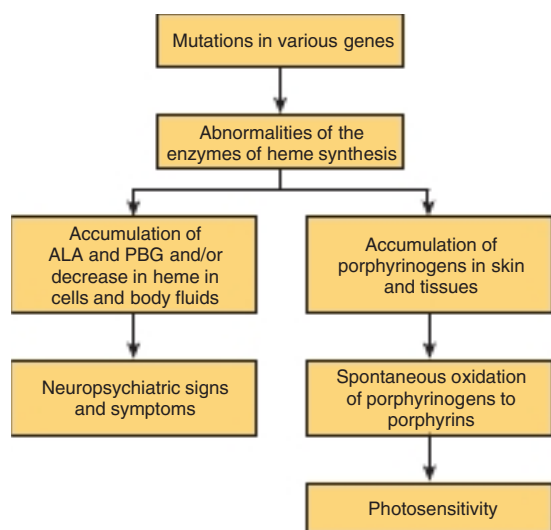 Mutations in various genes
Abnormalities of the
enzymes of heme synthesis
Accumulation of
ALA and PBG and/or
decrease in heme in
cells and body fluids
Accumulation of
porphyrinogens in skin
and tissues
Neuropsychiatric signs
and symptoms
Spontaneous oxidation
of porphyrinogens to
porphyrins
Photosensitivity